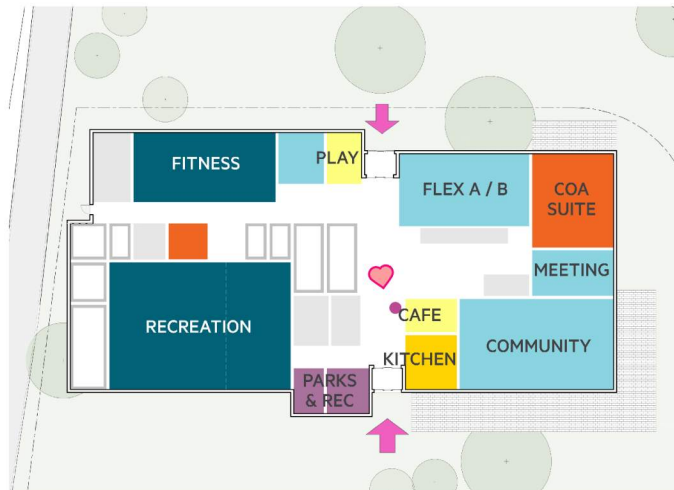 FITNESS
PLAY
FLEX A / B
COA
SUITE
MEETING
RECREATION
CAFE
COMMUNITY
KITCHEN
PARKS
& REC